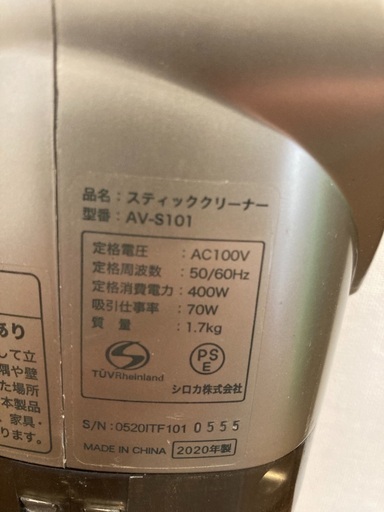 品名：スティッククリーナー
型番：AV-S101
定格電圧：AC100V
定格周波数：50/60Hz
定格消費電力：400W
吸引仕事率：70W
質量：1.7kg
TÜVRheinland
PSE
シロカ株式会社
S/N：0520ITF101 0555
MADE IN CHINA 2020年製
あり
して立
隅や壁
た場所
本製品
家具・
ります。